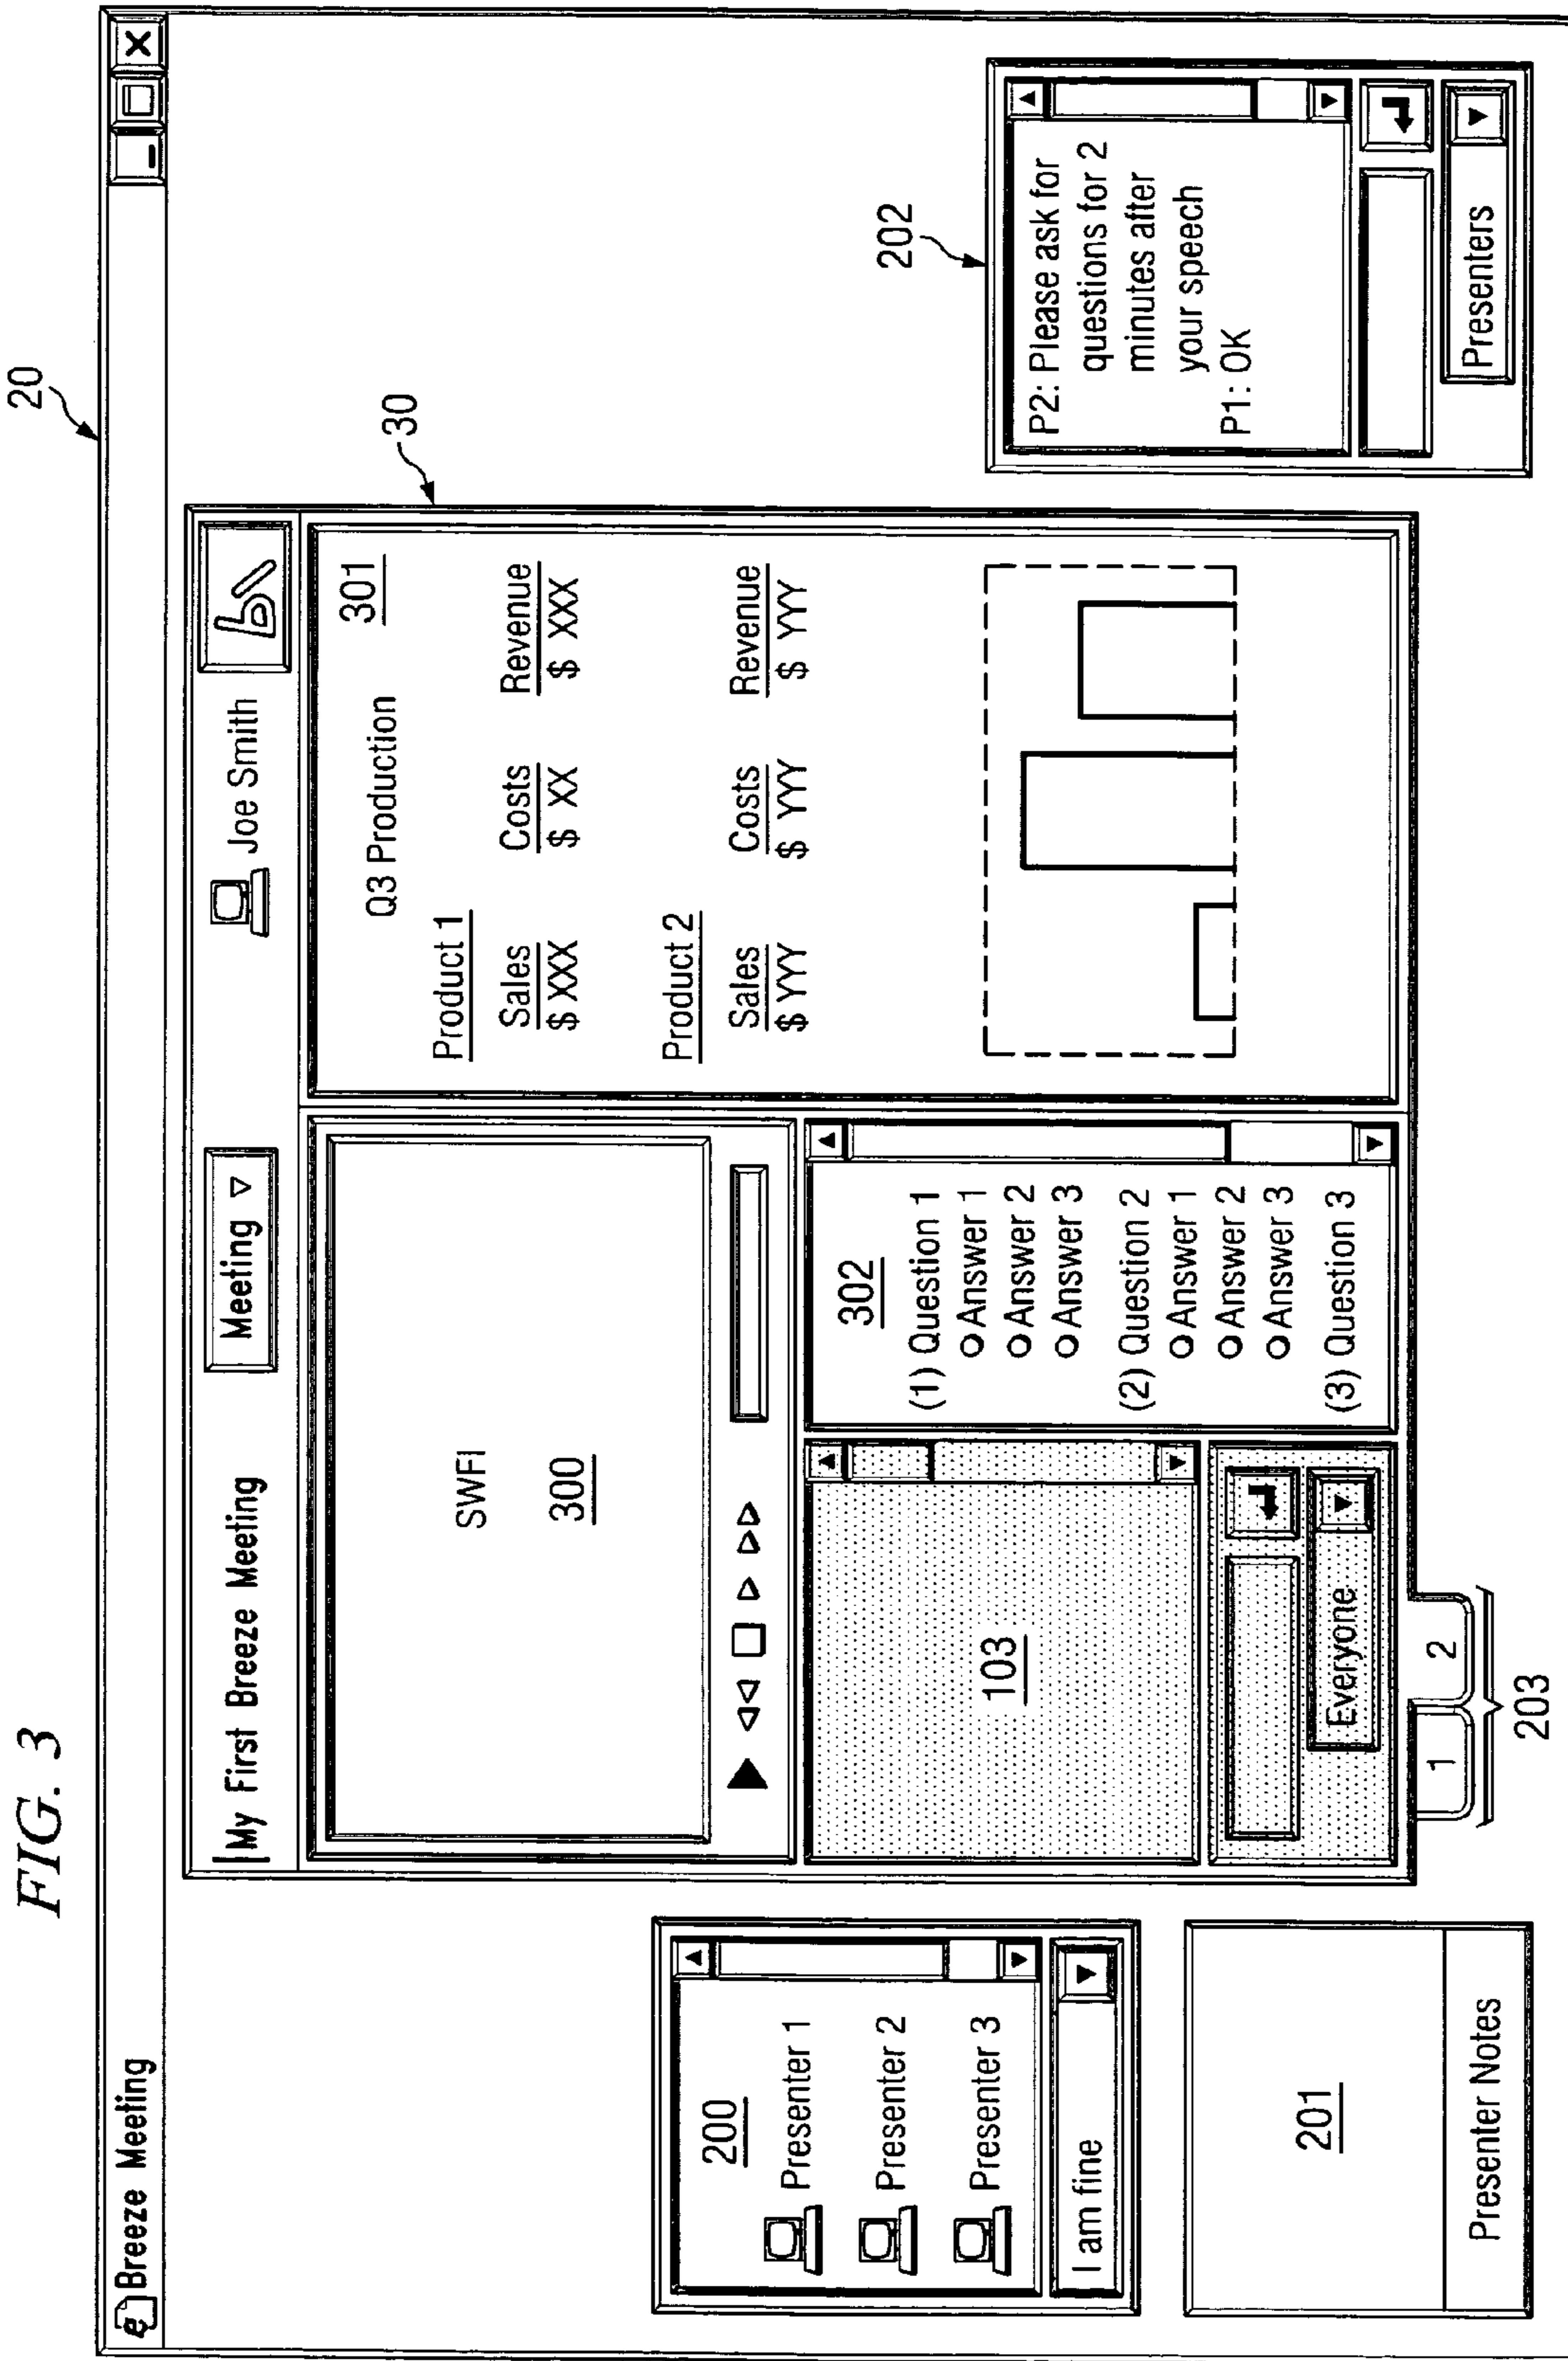 FIG. 3
20
Breeze Meeting
My First Breeze Meeting
Meeting
Joe Smith
30
SWFI
300
301
Q3 Production
Product 1
Sales Costs Revenue
$ XXX $ XX $ XXX
Product 2
Sales Costs Revenue
$ YYY $ YYY $ YYY
200
Presenter 1
Presenter 2
Presenter 3
I am fine
201
Presenter Notes
103
Everyone
302
(1) Question 1
Answer 1
Answer 2
Answer 3
(2) Question 2
Answer 1
Answer 2
Answer 3
(3) Question 3
1 2
203
202
P2: Please ask for
questions for 2
minutes after
your speech
P1: OK
Presenters